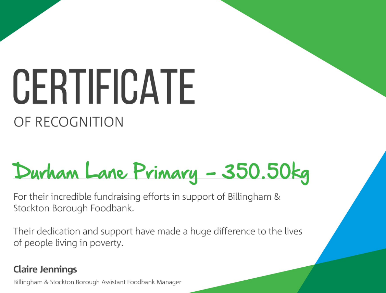 CERTIFICATE
OF RECOGNITION
Durham Lane Primary - 350.50kg
For their incredible fundraising efforts in support of Billingham &
Stockton Borough Foodbank.
Their dedication and support have made a huge difference to the lives
of people living in poverty.
Claire Jennings
Billingham & Stockton Borough Assistant Foodbank Manager